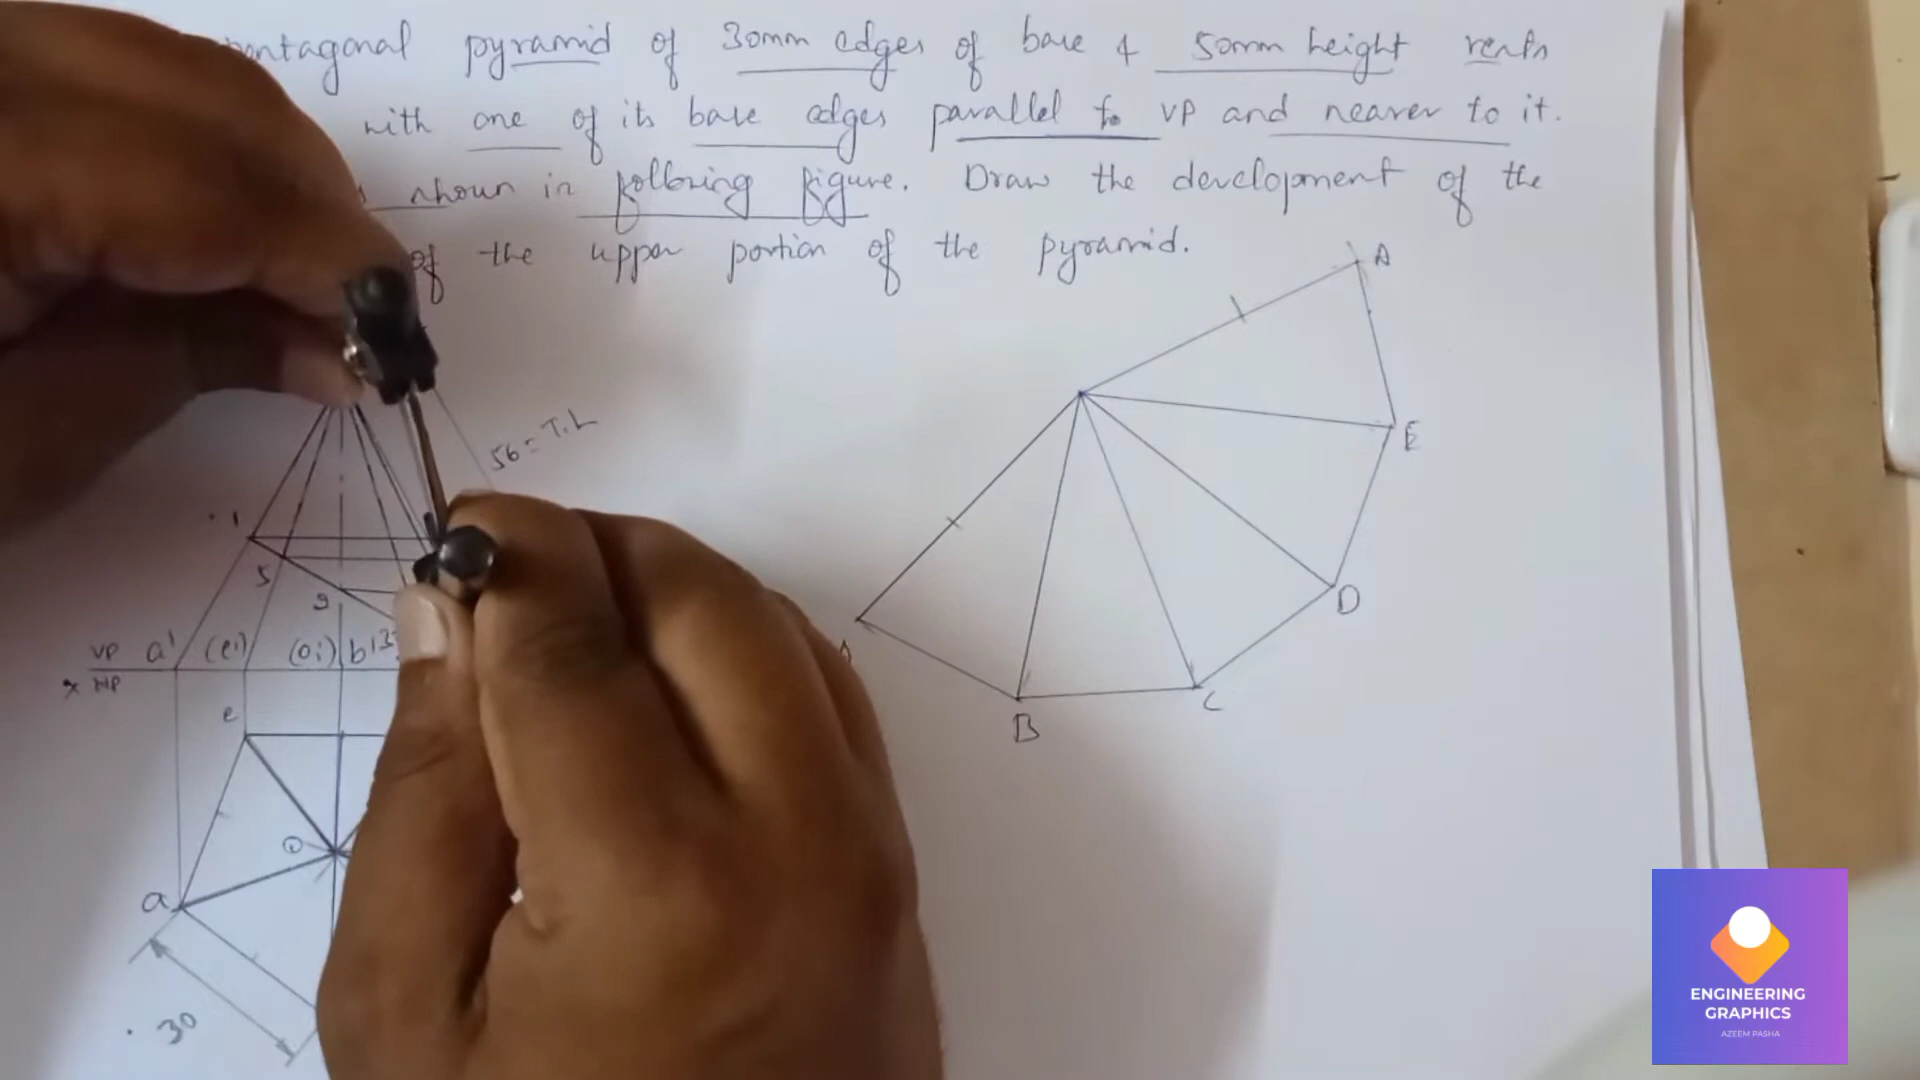 pyramid of 30mm edges of base & 50mm height rests
with one of its base edges parallel to VP and nearer to it.
shown in following figure. Draw the development of the
of the upper portion of the pyramid.
A
56 = T.L
E
1
5
D
VP a' (e') (o') b'
X HP
A
C
B
e
o
a
30
ENGINEERING
GRAPHICS
AZEEM PASHA